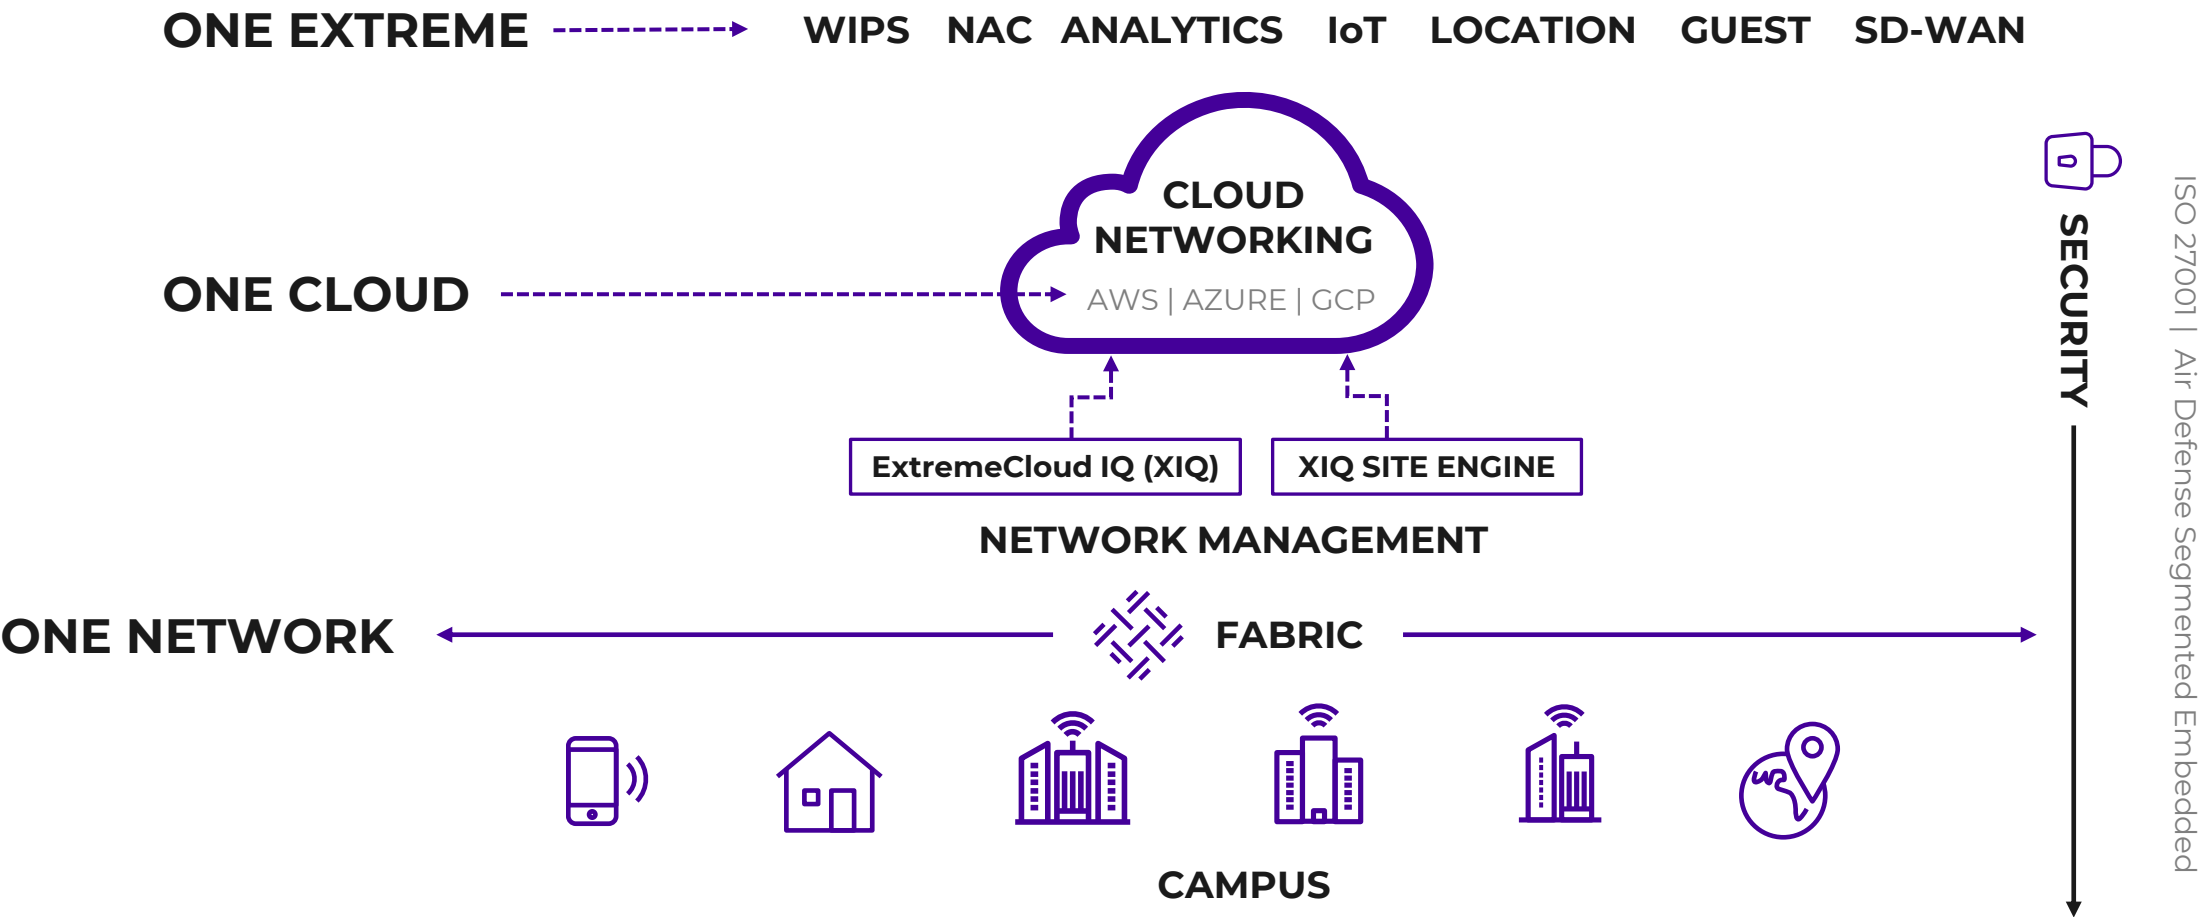 ONE EXTREME WIPS NAC ANALYTICS IoT LOCATION GUEST SD-WAN
CLOUD
NETWORKING
ONE CLOUD
AWS | AZURE | GCP
ExtremeCloud IQ (XIQ)
XIQ SITE ENGINE
NETWORK MANAGEMENT
ONE NETWORK
FABRIC
CAMPUS
SECURITY
ISO 27001 | Air Defense Segmented Embedded